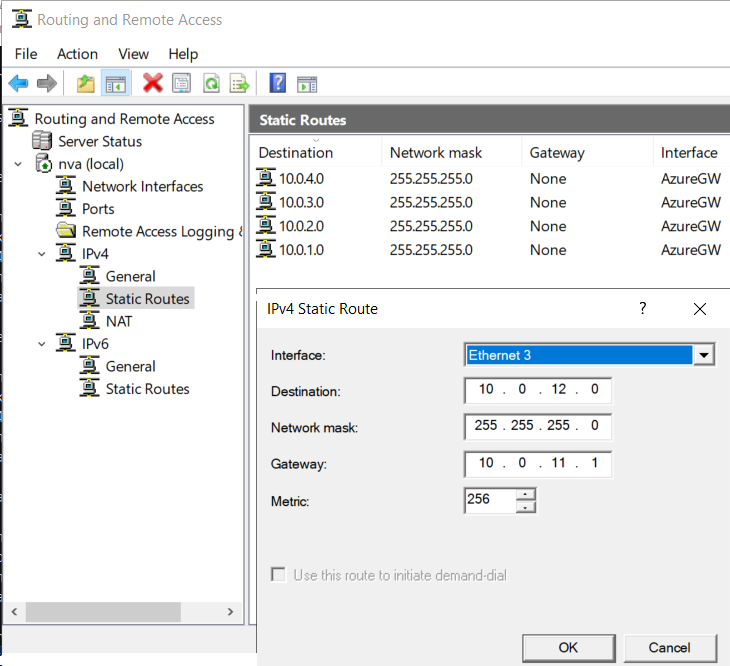 Routing and Remote Access
File Action View Help
Routing and Remote Access
Server Status
nva (local)
Network Interfaces
Ports
Remote Access Logging &
IPv4
General
Static Routes
NAT
IPv6
General
Static Routes
Static Routes
Destination Network mask Gateway Interface
10.0.4.0 255.255.255.0 None AzureGW
10.0.3.0 255.255.255.0 None AzureGW
10.0.2.0 255.255.255.0 None AzureGW
10.0.1.0 255.255.255.0 None AzureGW
IPv4 Static Route
Interface: Ethernet 3
Destination: 10 . 0 . 12 . 0
Network mask: 255 . 255 . 255 . 0
Gateway: 10 . 0 . 11 . 1
Metric: 256
Use this route to initiate demand-dial
OK Cancel